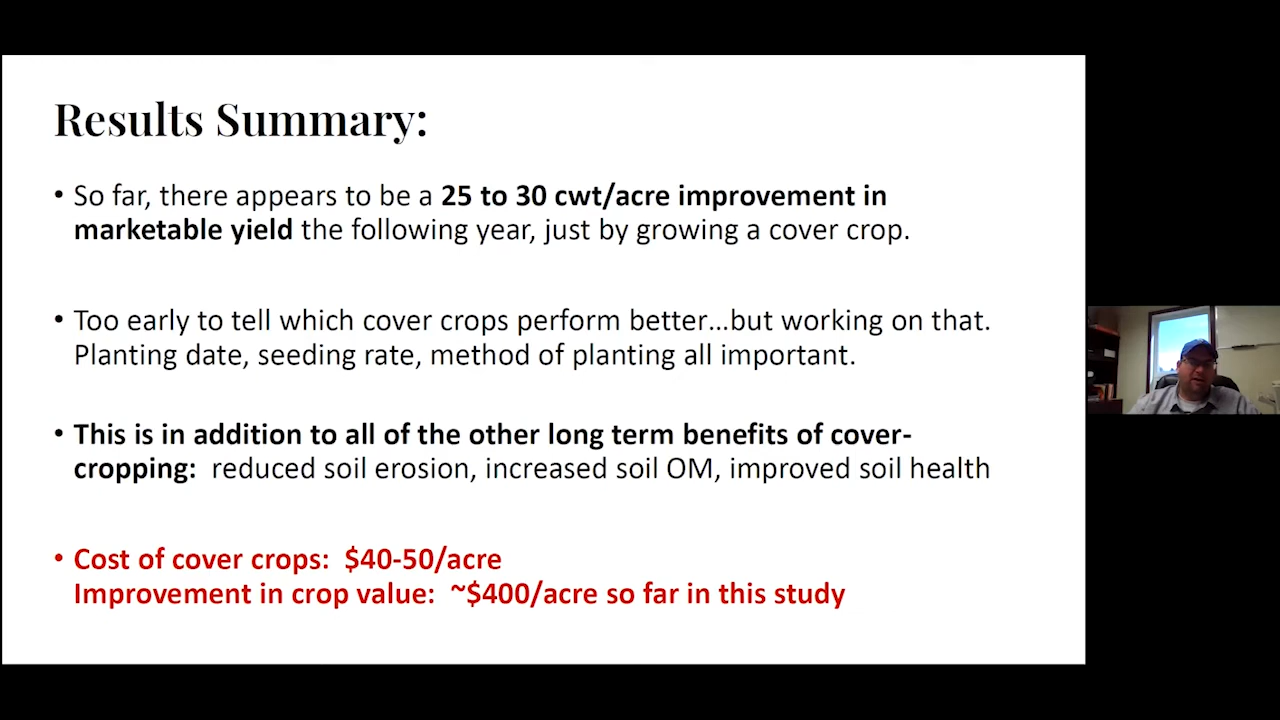 Results Summary:
• So far, there appears to be a 25 to 30 cwt/acre improvement in
marketable yield the following year, just by growing a cover crop.
• Too early to tell which cover crops perform better…but working on that.
Planting date, seeding rate, method of planting all important.
• This is in addition to all of the other long term benefits of cover-
cropping:  reduced soil erosion, increased soil OM, improved soil health
• Cost of cover crops:  $40-50/acre
Improvement in crop value:  ~$400/acre so far in this study